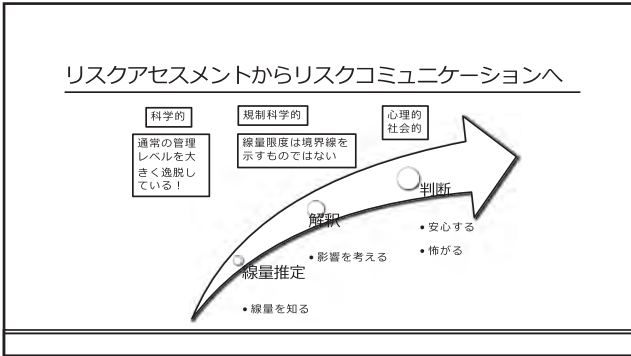 リスクアセスメントからリスクコミュニケーションへ
科学的
通常の管理
レベルを大
きく逸脱し
ている！
規制科学的
線量限度は境界線を
示すものではない
心理的
社会的
線量推定
• 線量を知る
解釈
• 影響を考える
判断
• 安心する
• 怖がる